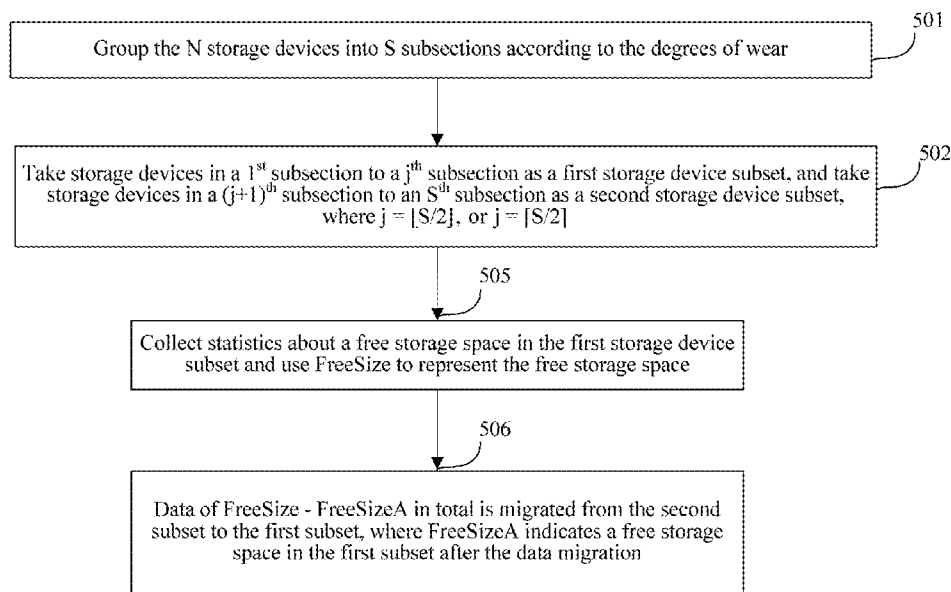 501
Group the N storage devices into S subsections according to the degrees of wear
502
Take storage devices in a 1st subsection to a jth subsection as a first storage device subset, and take
storage devices in a (j+1)th subsection to an Sth subsection as a second storage device subset,
where j = ⌊S/2⌋, or j = ⌈S/2⌉
505
Collect statistics about a free storage space in the first storage device
subset and use FreeSize to represent the free storage space
506
Data of FreeSize - FreeSizeA in total is migrated from the second
subset to the first subset, where FreeSizeA indicates a free storage
space in the first subset after the data migration